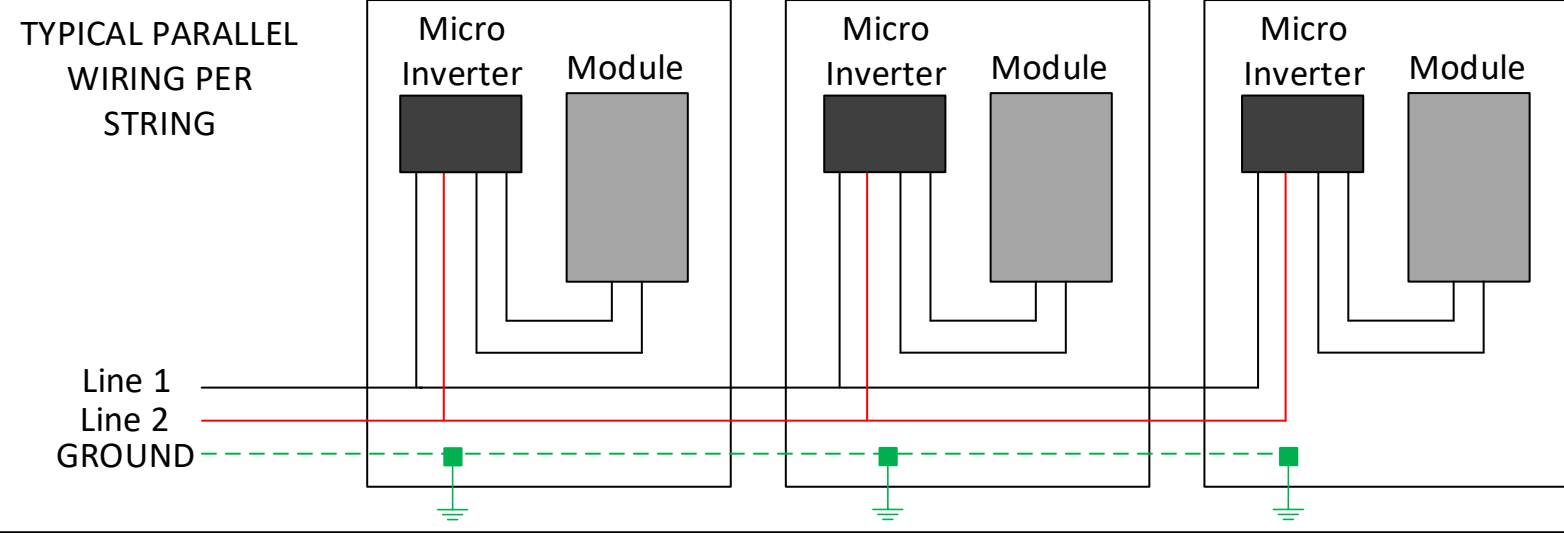 TYPICAL PARALLEL
WIRING PER
STRING
Micro
Inverter
Module
Micro
Inverter
Module
Micro
Inverter
Module
Line 1
Line 2
GROUND